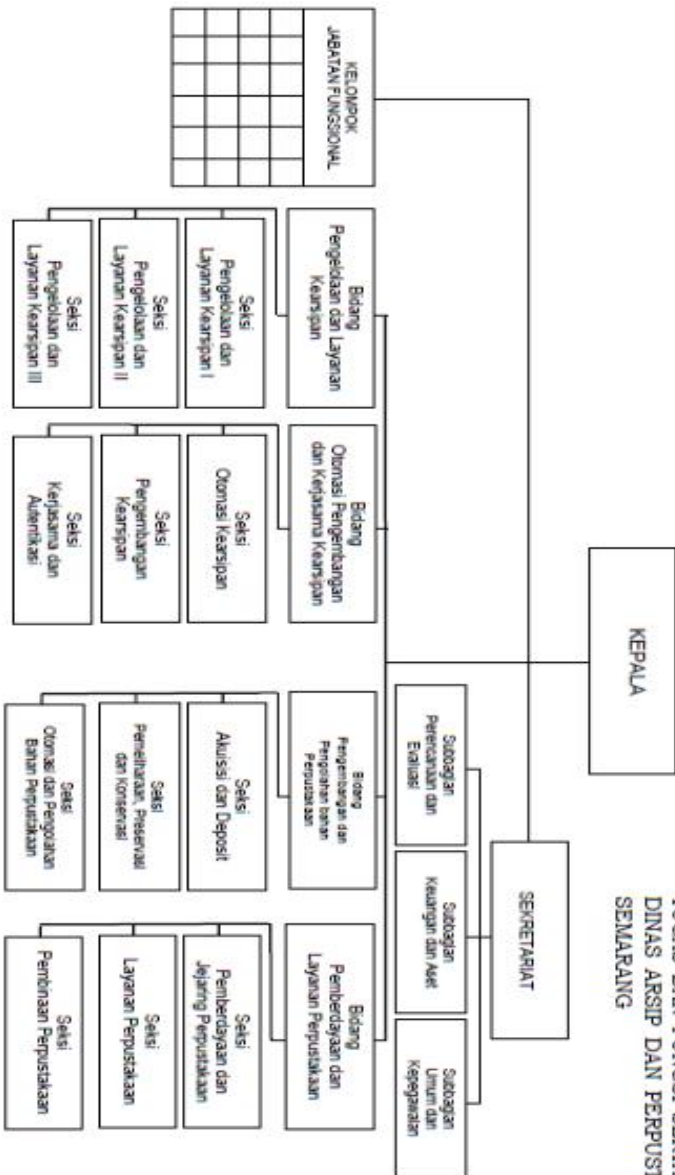 DINAS ARSIP DAN
SEMARANG
KEPALA
SEKRETARIAT
Subbagian
Perencanaan dan
Evaluasi
Subbagian
Keuangan dan Aset
Subbagian
Umum dan
Kepegawaian
KELOMPOK
JABATAN FUNGSIONAL
Bidang
Pengelolaan dan Layanan
Kearsipan
Seksi
Pengelolaan dan
Layanan Kearsipan I
Seksi
Pengelolaan dan
Layanan Kearsipan II
Seksi
Pengelolaan dan
Layanan Kearsipan III
Bidang
Otomasi Pengembangan
dan Kerjasama Kearsipan
Seksi
Otomasi Kearsipan
Seksi
Pengembangan
Kearsipan
Seksi
Kerjasama dan
Autentikasi
Bidang
Pengembangan dan
Pengolahan bahan
Perpustakaan
Seksi
Akuisisi dan Deposit
Seksi
Pemeliharaan, Preservasi
dan Konservasi
Seksi
Otomasi dan Pengolahan
Bahan Perpustakaan
Bidang
Pemberdayaan dan
Layanan Perpustakaan
Seksi
Pemberdayaan dan
Jejaring Perpustakaan
Seksi
Layanan Perpustakaan
Seksi
Pembinaan Perpustakaan